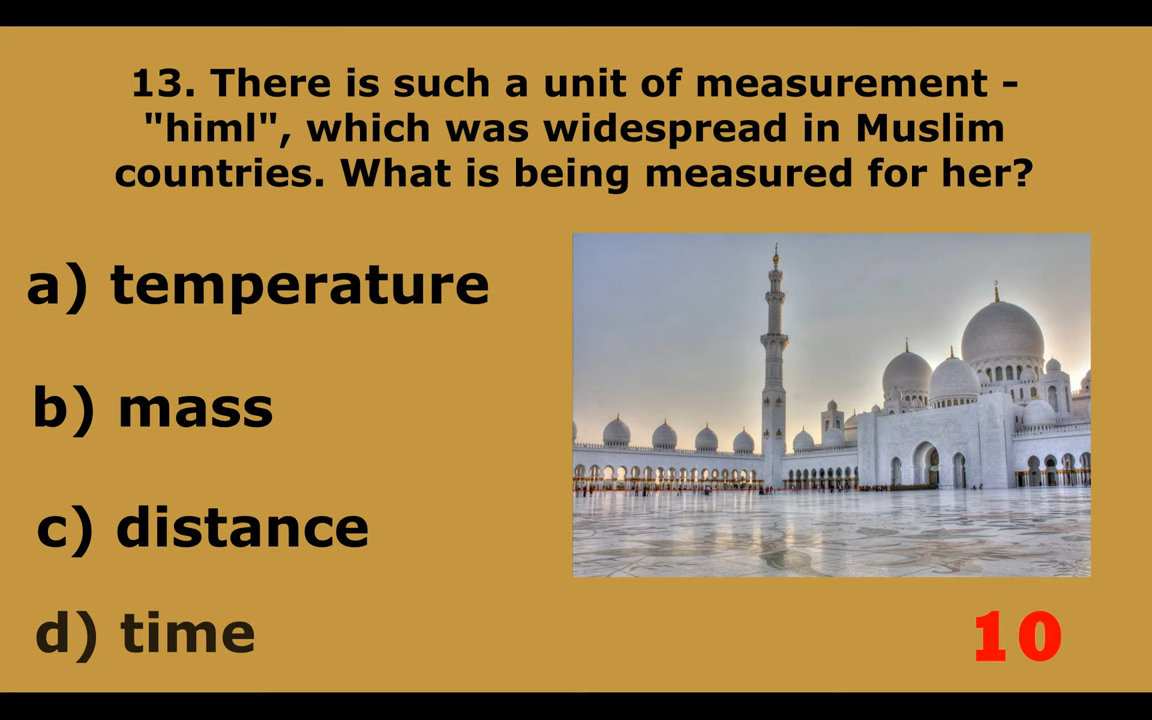 13. There is such a unit of measurement -
"himl", which was widespread in Muslim
countries. What is being measured for her?
a) temperature
b) mass
c) distance
d) time
10